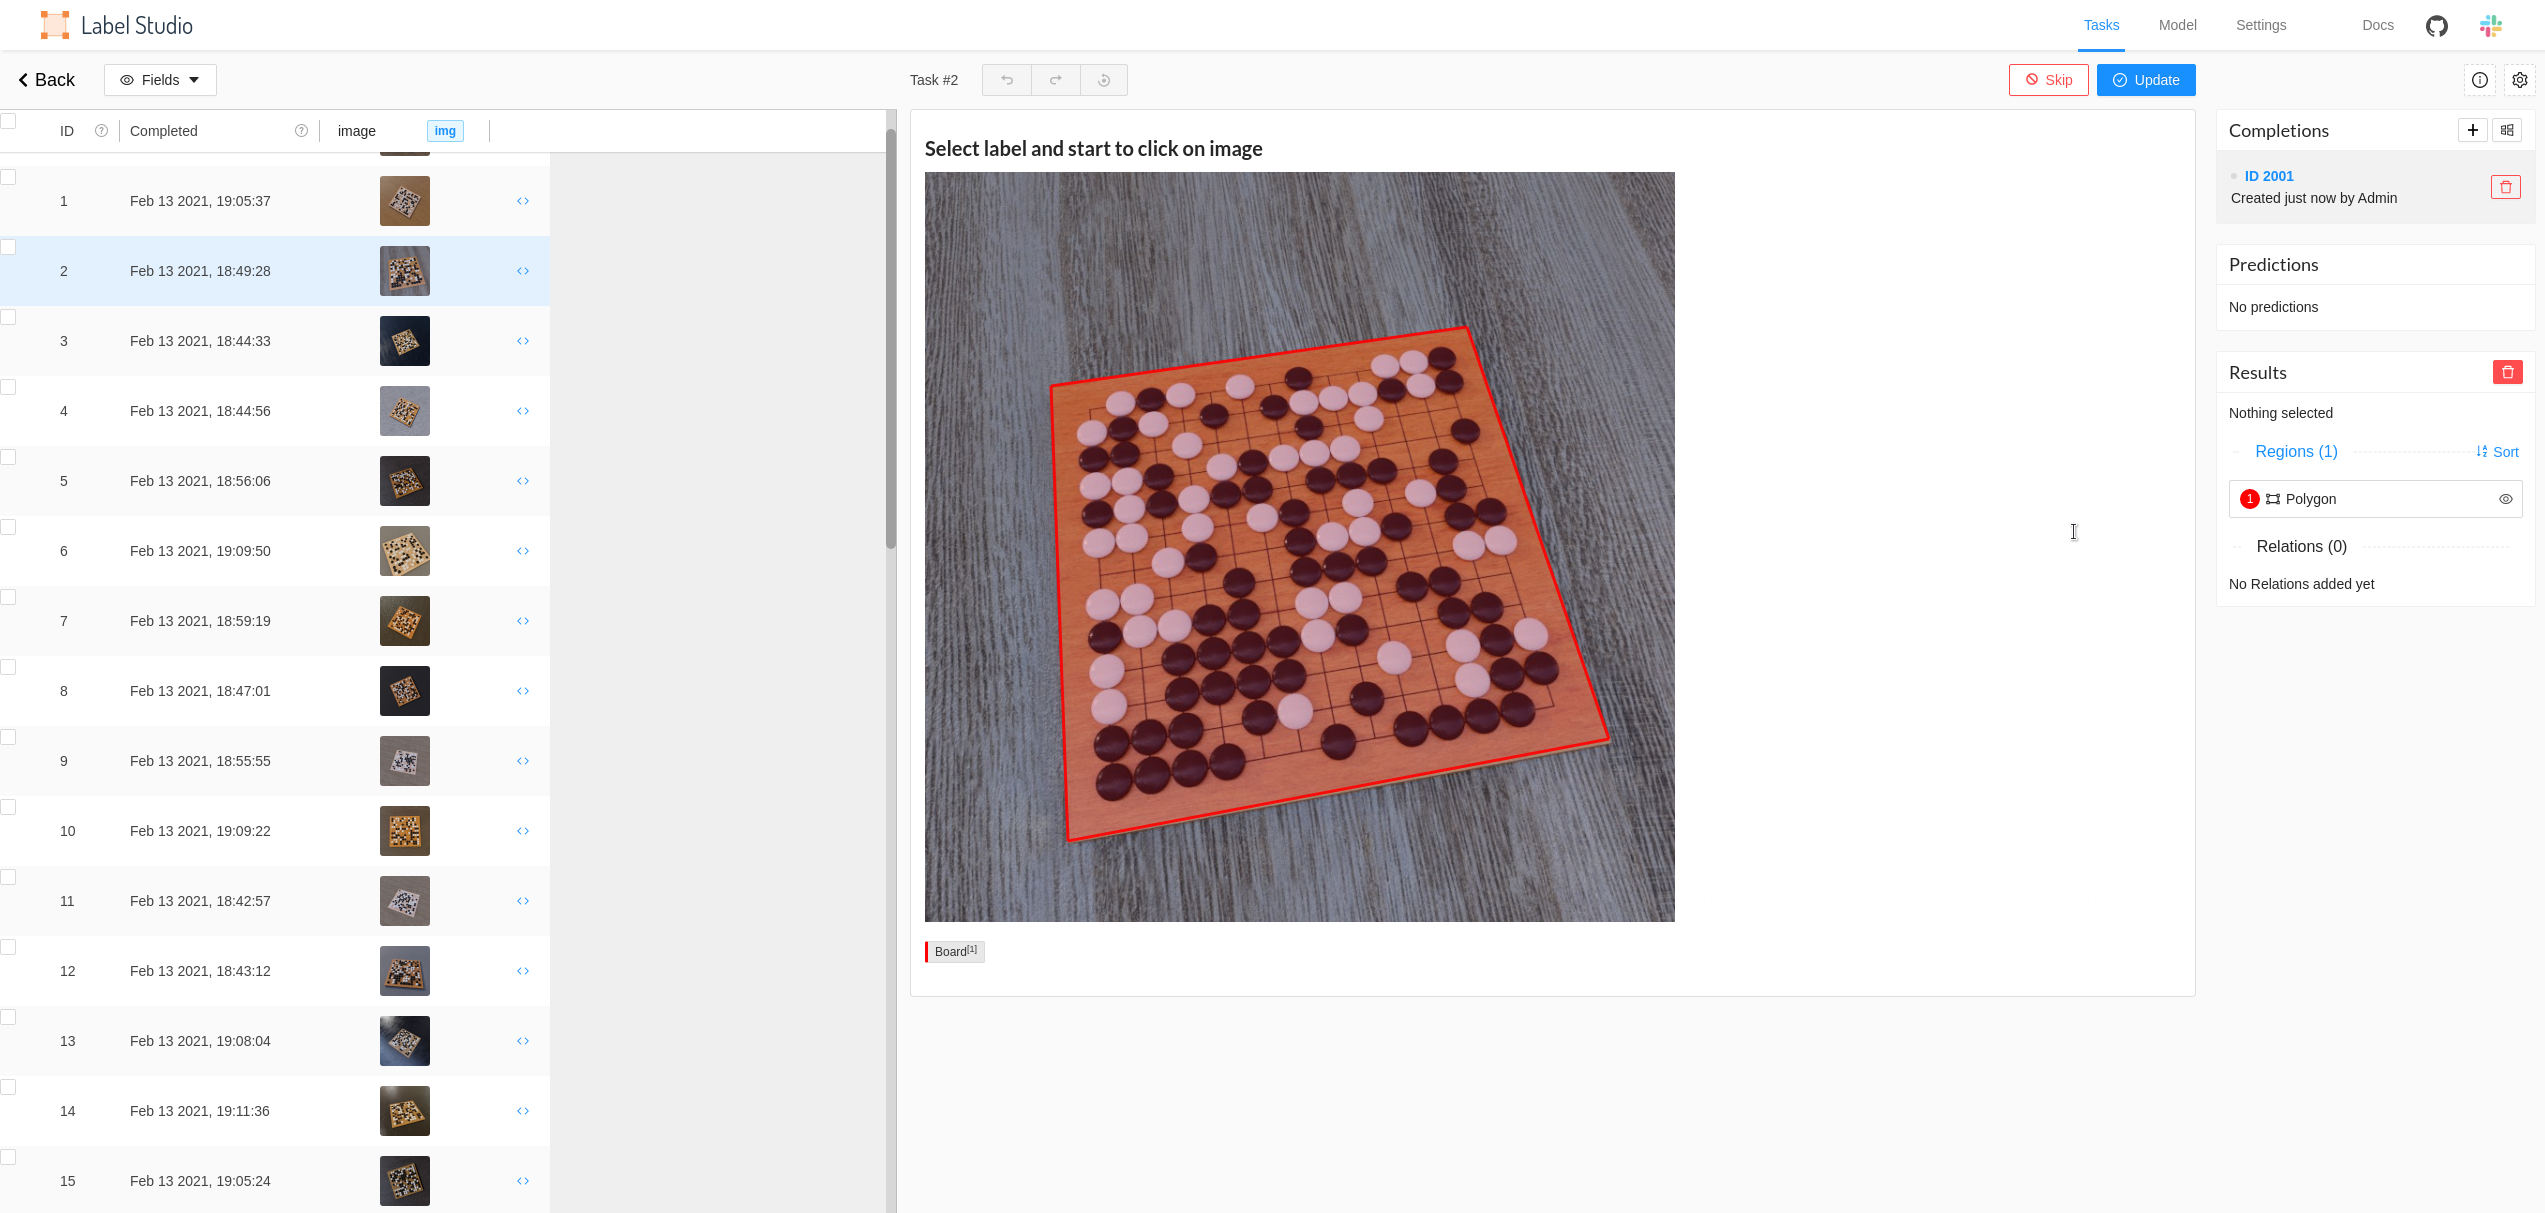 Label Studio
Tasks Model Settings Docs
Back Fields
Task #2
Skip Update
ID Completed image img
1 Feb 13 2021, 19:05:37
2 Feb 13 2021, 18:49:28
3 Feb 13 2021, 18:44:33
4 Feb 13 2021, 18:44:56
5 Feb 13 2021, 18:56:06
6 Feb 13 2021, 19:09:50
7 Feb 13 2021, 18:59:19
8 Feb 13 2021, 18:47:01
9 Feb 13 2021, 18:55:55
10 Feb 13 2021, 19:09:22
11 Feb 13 2021, 18:42:57
12 Feb 13 2021, 18:43:12
13 Feb 13 2021, 19:08:04
14 Feb 13 2021, 19:11:36
15 Feb 13 2021, 19:05:24
Select label and start to click on image
Board[1]
Completions
ID 2001
Created just now by Admin
Predictions
No predictions
Results
Nothing selected
Regions (1) Sort
1 Polygon
Relations (0)
No Relations added yet